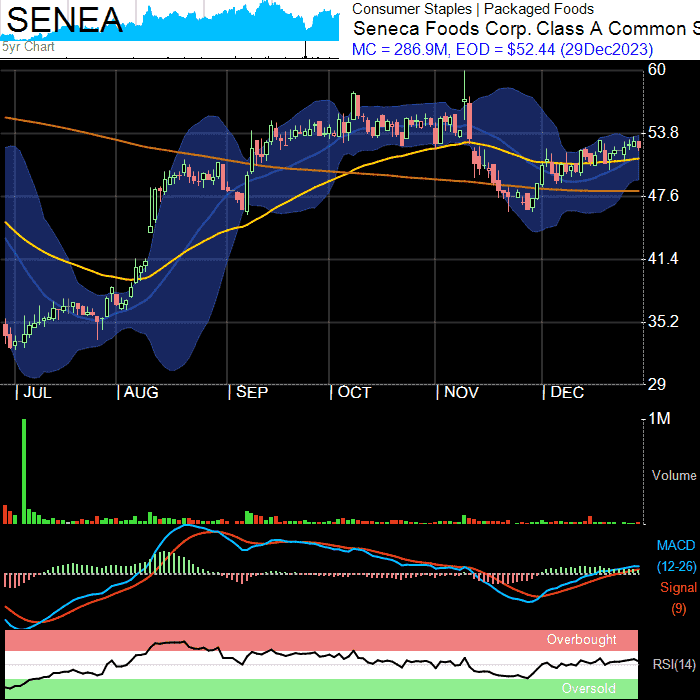 SENEA
5yr Chart
Consumer Staples | Packaged Foods
Seneca Foods Corp. Class A Common S
MC = 286.9M, EOD = $52.44 (29Dec2023)
60
53.8
47.6
41.4
35.2
29
JUL AUG SEP OCT NOV DEC
1M
Volume
MACD
(12-26)
Signal
(9)
Overbought
RSI(14)
Oversold